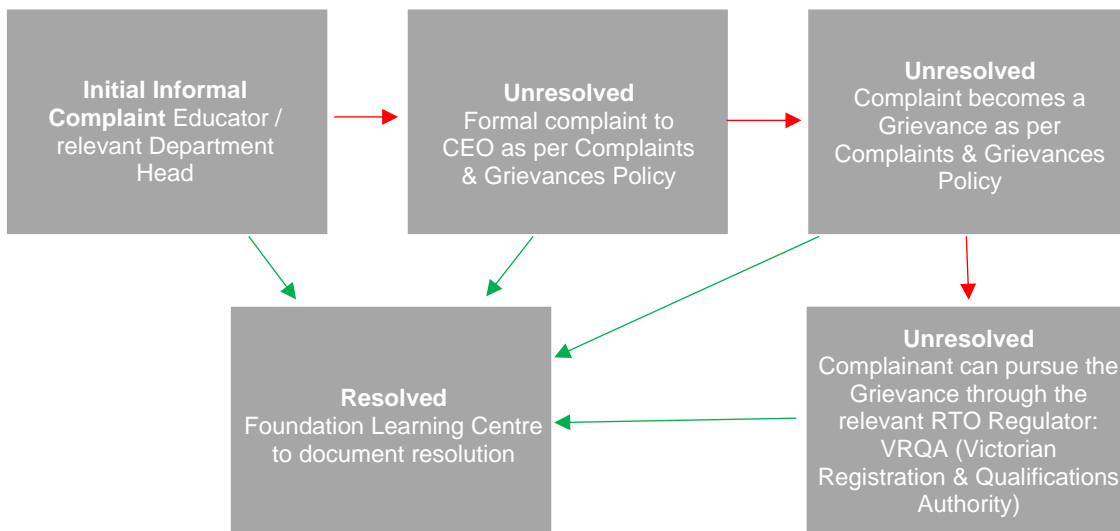 Initial Informal
Complaint Educator /
relevant Department
Head
Unresolved
Formal complaint to
CEO as per Complaints
& Grievances Policy
Unresolved
Complaint becomes a
Grievance as per
Complaints & Grievances
Policy
Resolved
Foundation Learning Centre
to document resolution
Unresolved
Complainant can pursue the
Grievance through the
relevant RTO Regulator:
VRQA (Victorian
Registration & Qualifications
Authority)